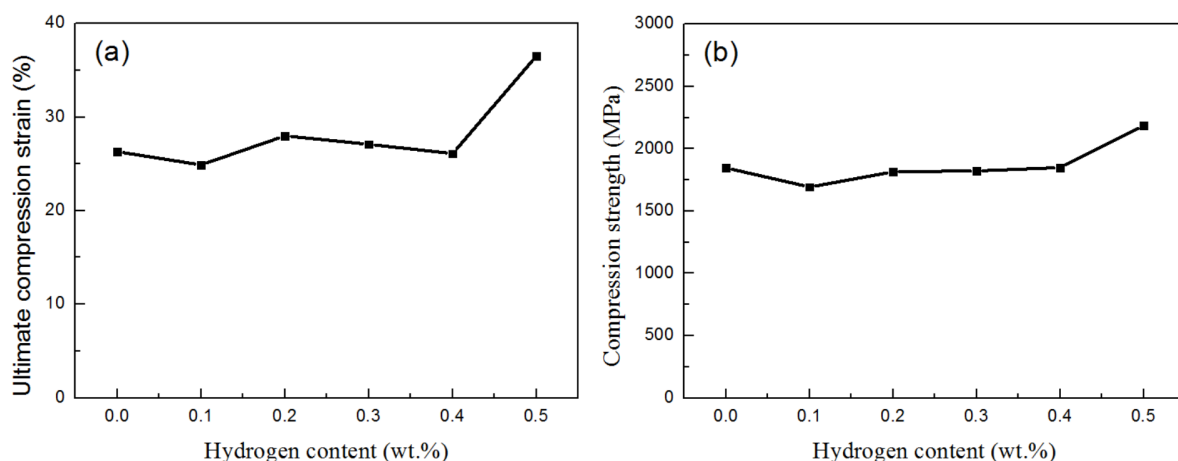 (a)
Ultimate compression strain (%)
40
30
20
10
0
0.0 0.1 0.2 0.3 0.4 0.5
Hydrogen content (wt.%)
(b)
Compression strength (MPa)
3000
2500
2000
1500
1000
500
0
0.0 0.1 0.2 0.3 0.4 0.5
Hydrogen content (wt.%)